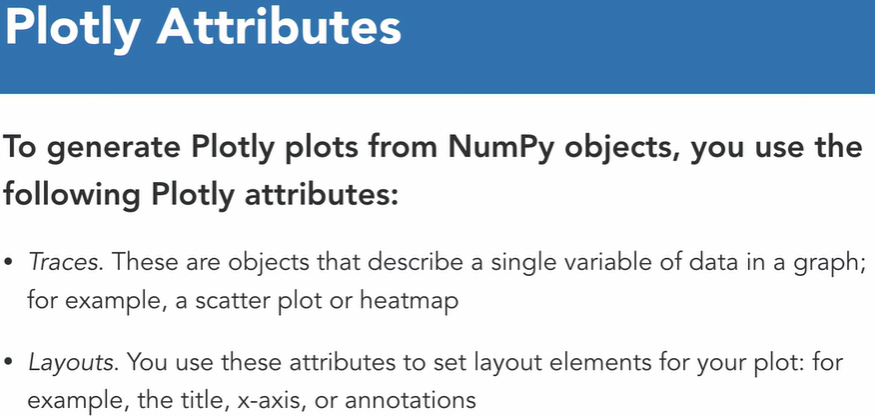 Plotly Attributes
To generate Plotly plots from NumPy objects, you use the
following Plotly attributes:
• Traces. These are objects that describe a single variable of data in a graph;
for example, a scatter plot or heatmap
• Layouts. You use these attributes to set layout elements for your plot: for
example, the title, x-axis, or annotations